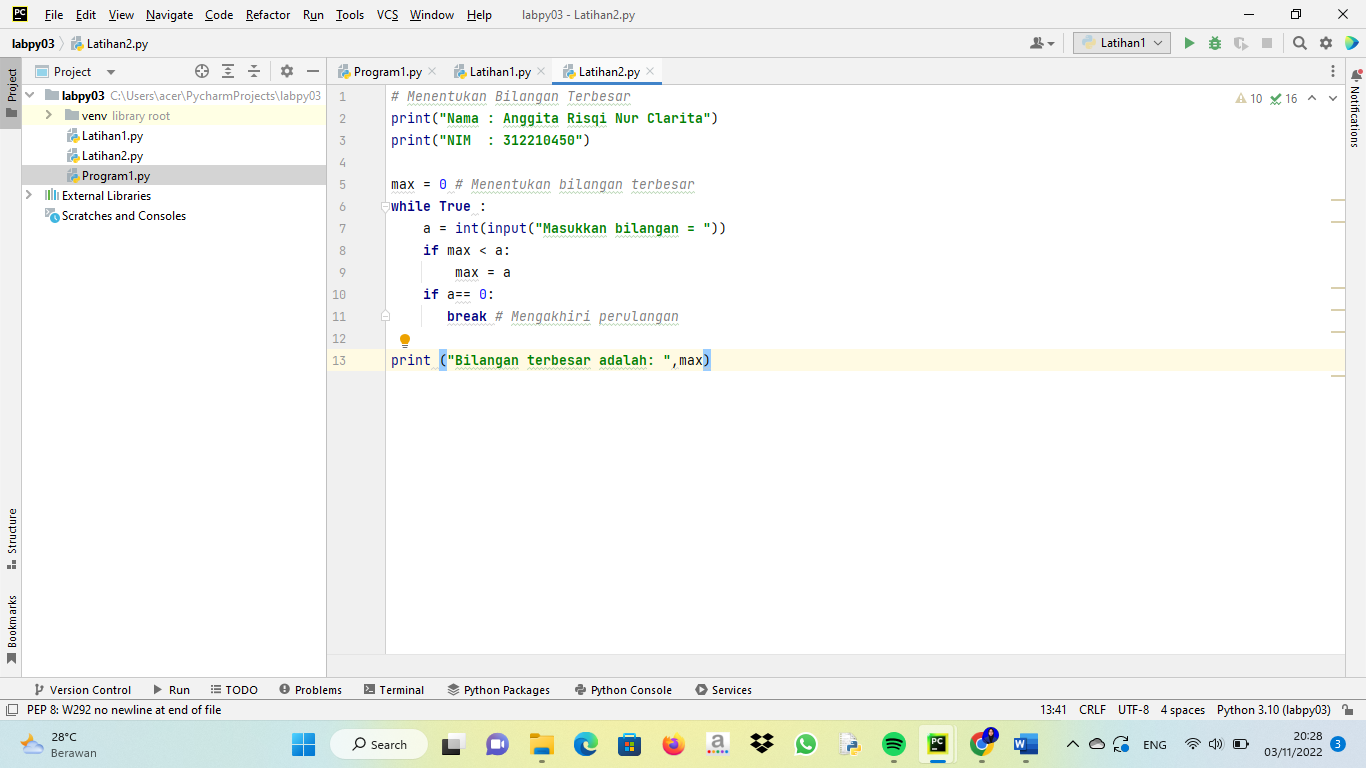 File Edit View Navigate Code Refactor Run Tools VCS Window Help labpy03 - Latihan2.py
labpy03 Latihan2.py Latihan1
Project Program1.py Latihan1.py Latihan2.py
labpy03 C:\Users\acer\PycharmProjects\labpy03
venv library root
Latihan1.py
Latihan2.py
Program1.py
External Libraries
Scratches and Consoles
Project
Structure
Bookmarks
1 # Menentukan Bilangan Terbesar
2 print("Nama : Anggita Risqi Nur Clarita")
3 print("NIM  : 312210450")
4
5 max = 0 # Menentukan bilangan terbesar
6 while True :
7     a = int(input("Masukkan bilangan = "))
8     if max < a:
9         max = a
10     if a== 0:
11        break # Mengakhiri perulangan
12
13 print ("Bilangan terbesar adalah: ",max)
10 16
Notifications
Version Control Run TODO Problems Terminal Python Packages Python Console Services
PEP 8: W292 no newline at end of file 13:41 CRLF UTF-8 4 spaces Python 3.10 (labpy03)
28°C
Berawan
Search
ENG
20:28
03/11/2022
3